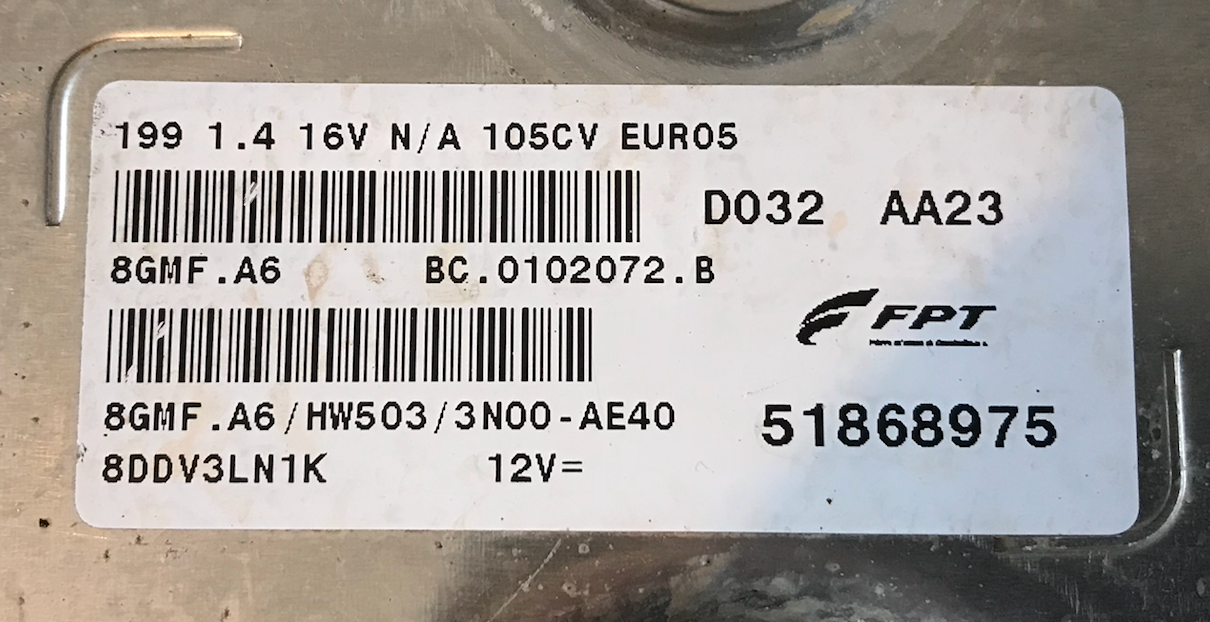 199 1.4 16V N/A 105CV EURO5
D032 AA23
8GMF.A6 BC.0102072.B
FPT
8GMF.A6/HW503/3N00-AE40
51868975
8DDV3LN1K 12V=